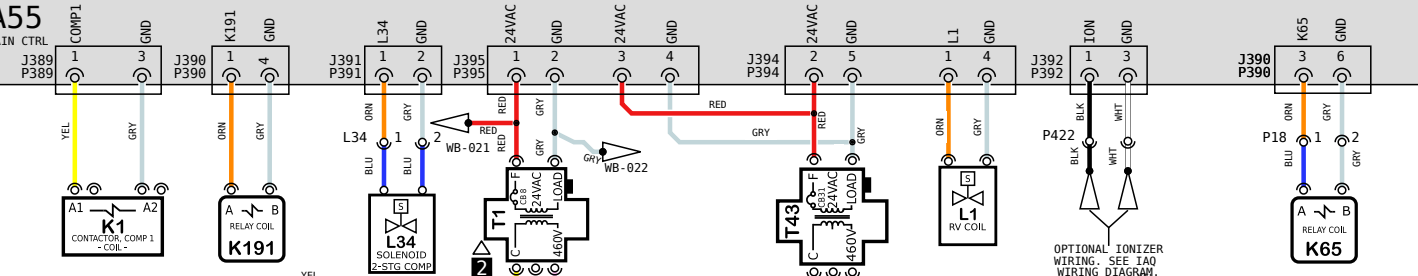 A55
COMP1 GND K191 GND L34 GND 24VAC GND 24VAC GND 24VAC GND L1 GND ION GND K65 GND
J389 1 3 J390 1 4 J391 1 2 J395 1 2 3 4 J394 2 5 1 4 J392 1 3 J390 3 6
P389 P390 P391 P395 P394 P392 P390
YEL GRY ORN GRY ORN GRY RED GRY RED RED ORN GRY BLK WHT ORN GRY
L34 1 2 RED RED GRY RED GRY GRY P422 P18 1 2
WB-021 WB-022
BLU BLU GRY BLK WHT BLU
A1 A2
K1
CONTACTOR, COMP 1
- COIL -
A B
RELAY COIL
K191
S
L34
SOLENOID
2-STG COMP
F CB8 24VAC LOAD
T1
C 460V
2
F CB31 24VAC LOAD
T43
C 460V
S
L1
RV COIL
OPTIONAL IONIZER
WIRING. SEE IAQ
WIRING DIAGRAM.
A B
RELAY COIL
K65
YEL